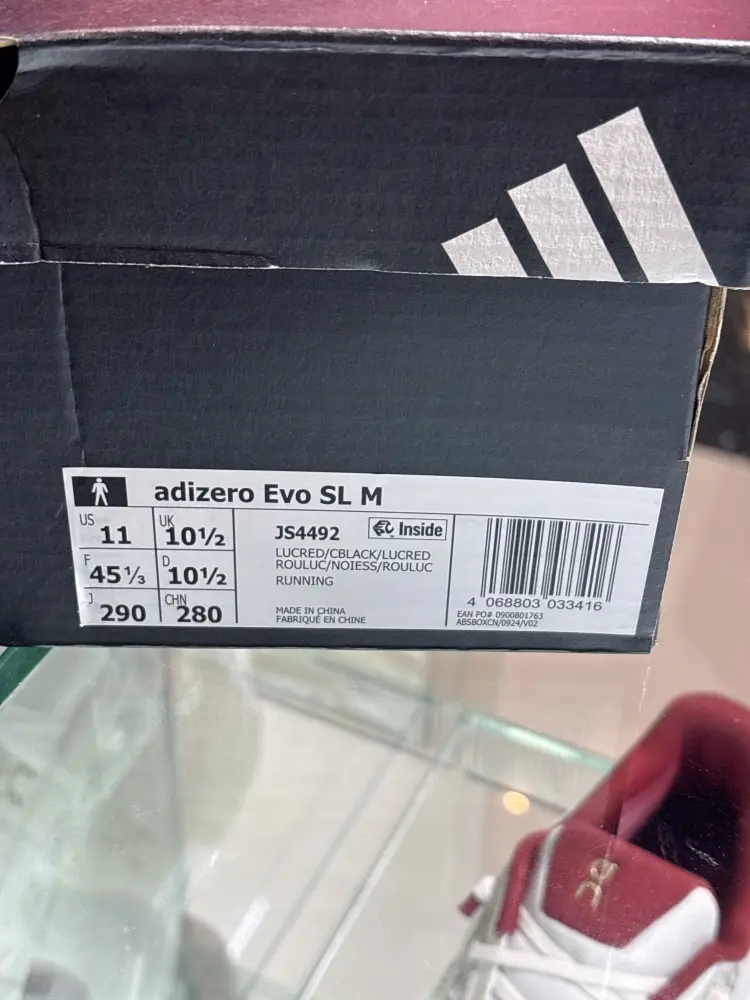 adizero Evo SL M
US 11
UK 10½
F 45⅓
D 10½
J 290
CHN 280
JS4492
Inside
LUCRED/CBLACK/LUCRED
ROULUC/NOIESS/ROULUC
RUNNING
MADE IN CHINA
FABRIQUÉ EN CHINE
4 068803 033416
EAN PO# 0900801763
ABSBOXCN/0924/V02